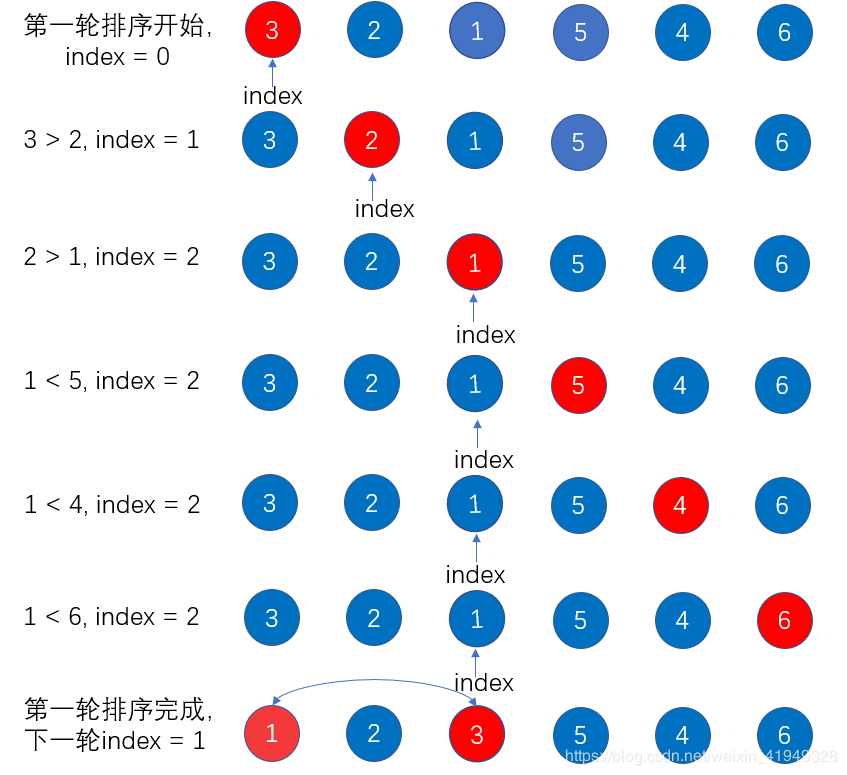 第一轮排序开始,
index = 0
3 2 1 5 4 6
index
3 > 2, index = 1
3 2 1 5 4 6
index
2 > 1, index = 2
3 2 1 5 4 6
index
1 < 5, index = 2
3 2 1 5 4 6
index
1 < 4, index = 2
3 2 1 5 4 6
index
1 < 6, index = 2
3 2 1 5 4 6
index
第一轮排序完成,
下一轮index = 1
1 2 3 5 4 6
https://blog.csdn.net/weixin_41949328